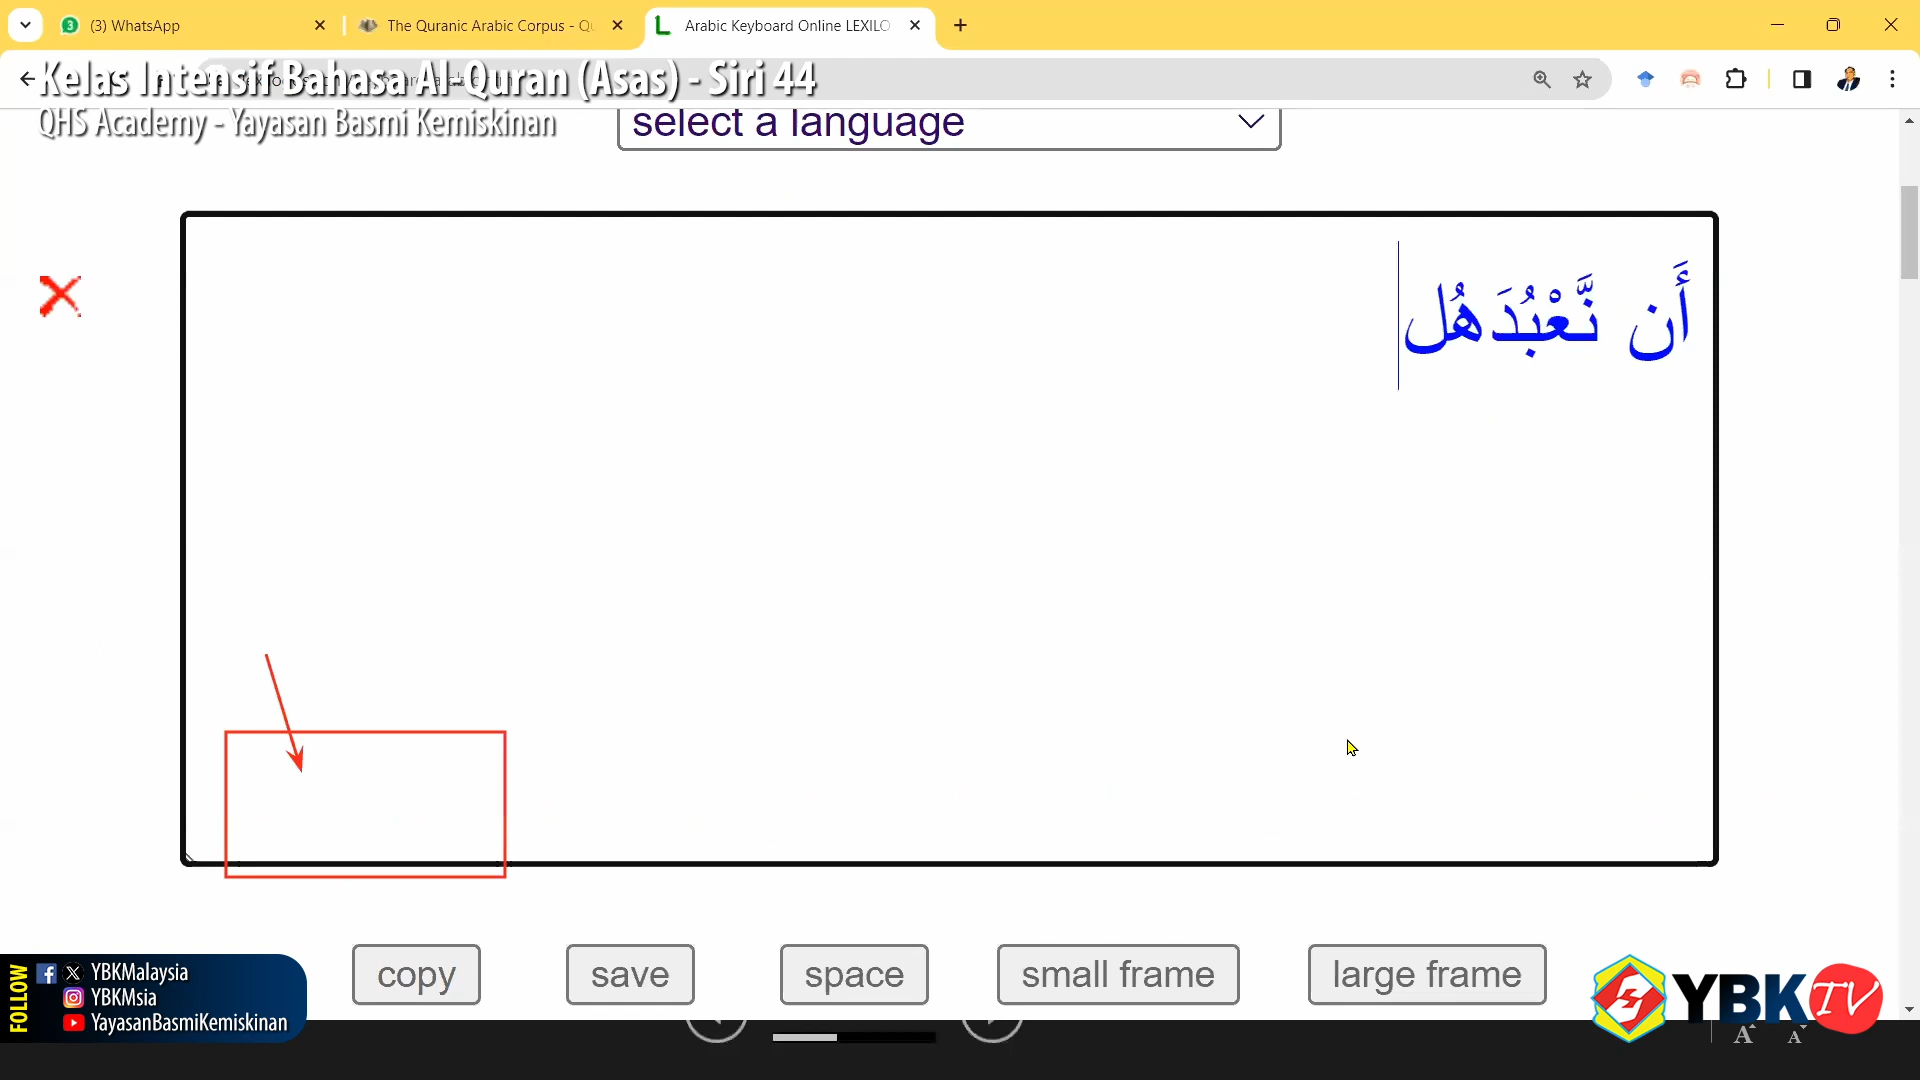 (3) WhatsApp
The Quranic Arabic Corpus - Qu
Arabic Keyboard Online LEXILO
Kelas Intensif Bahasa Al-Quran (Asas) - Siri 44
QHS Academy - Yayasan Basmi Kemiskinan
select a language
أَن نَّعْبُدَهُل
copy
save
space
small frame
large frame
FOLLOW
YBKMalaysia
YBKMsia
YayasanBasmiKemiskinan
YBK TV
A A